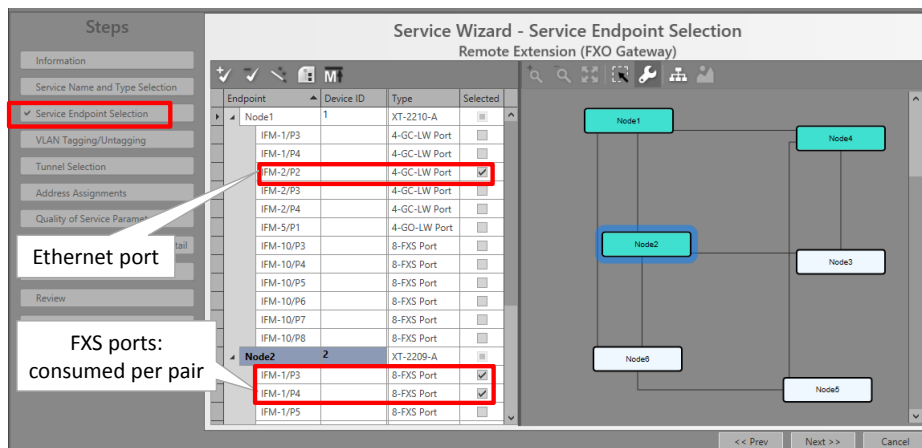 Steps
Information
Service Name and Type Selection
✓ Service Endpoint Selection
VLAN Tagging/Untagging
Tunnel Selection
Address Assignments
Quality of Service Paramet
tail
Review
Ethernet port
FXS ports:
consumed per pair
Service Wizard - Service Endpoint Selection
Remote Extension (FXO Gateway)
M
Endpoint Device ID Type Selected
Node1 1 XT-2210-A
IFM-1/P3 4-GC-LW Port
IFM-1/P4 4-GC-LW Port
IFM-2/P2 4-GC-LW Port
IFM-2/P3 4-GC-LW Port
IFM-2/P4 4-GC-LW Port
IFM-5/P1 4-GO-LW Port
IFM-10/P3 8-FXS Port
IFM-10/P4 8-FXS Port
IFM-10/P5 8-FXS Port
IFM-10/P6 8-FXS Port
IFM-10/P7 8-FXS Port
IFM-10/P8 8-FXS Port
Node2 2 XT-2209-A
IFM-1/P3 8-FXS Port
IFM-1/P4 8-FXS Port
IFM-1/P5 8-FXS Port
Node1
Node4
Node2
Node3
Node6
Node5
<< Prev Next >> Cancel